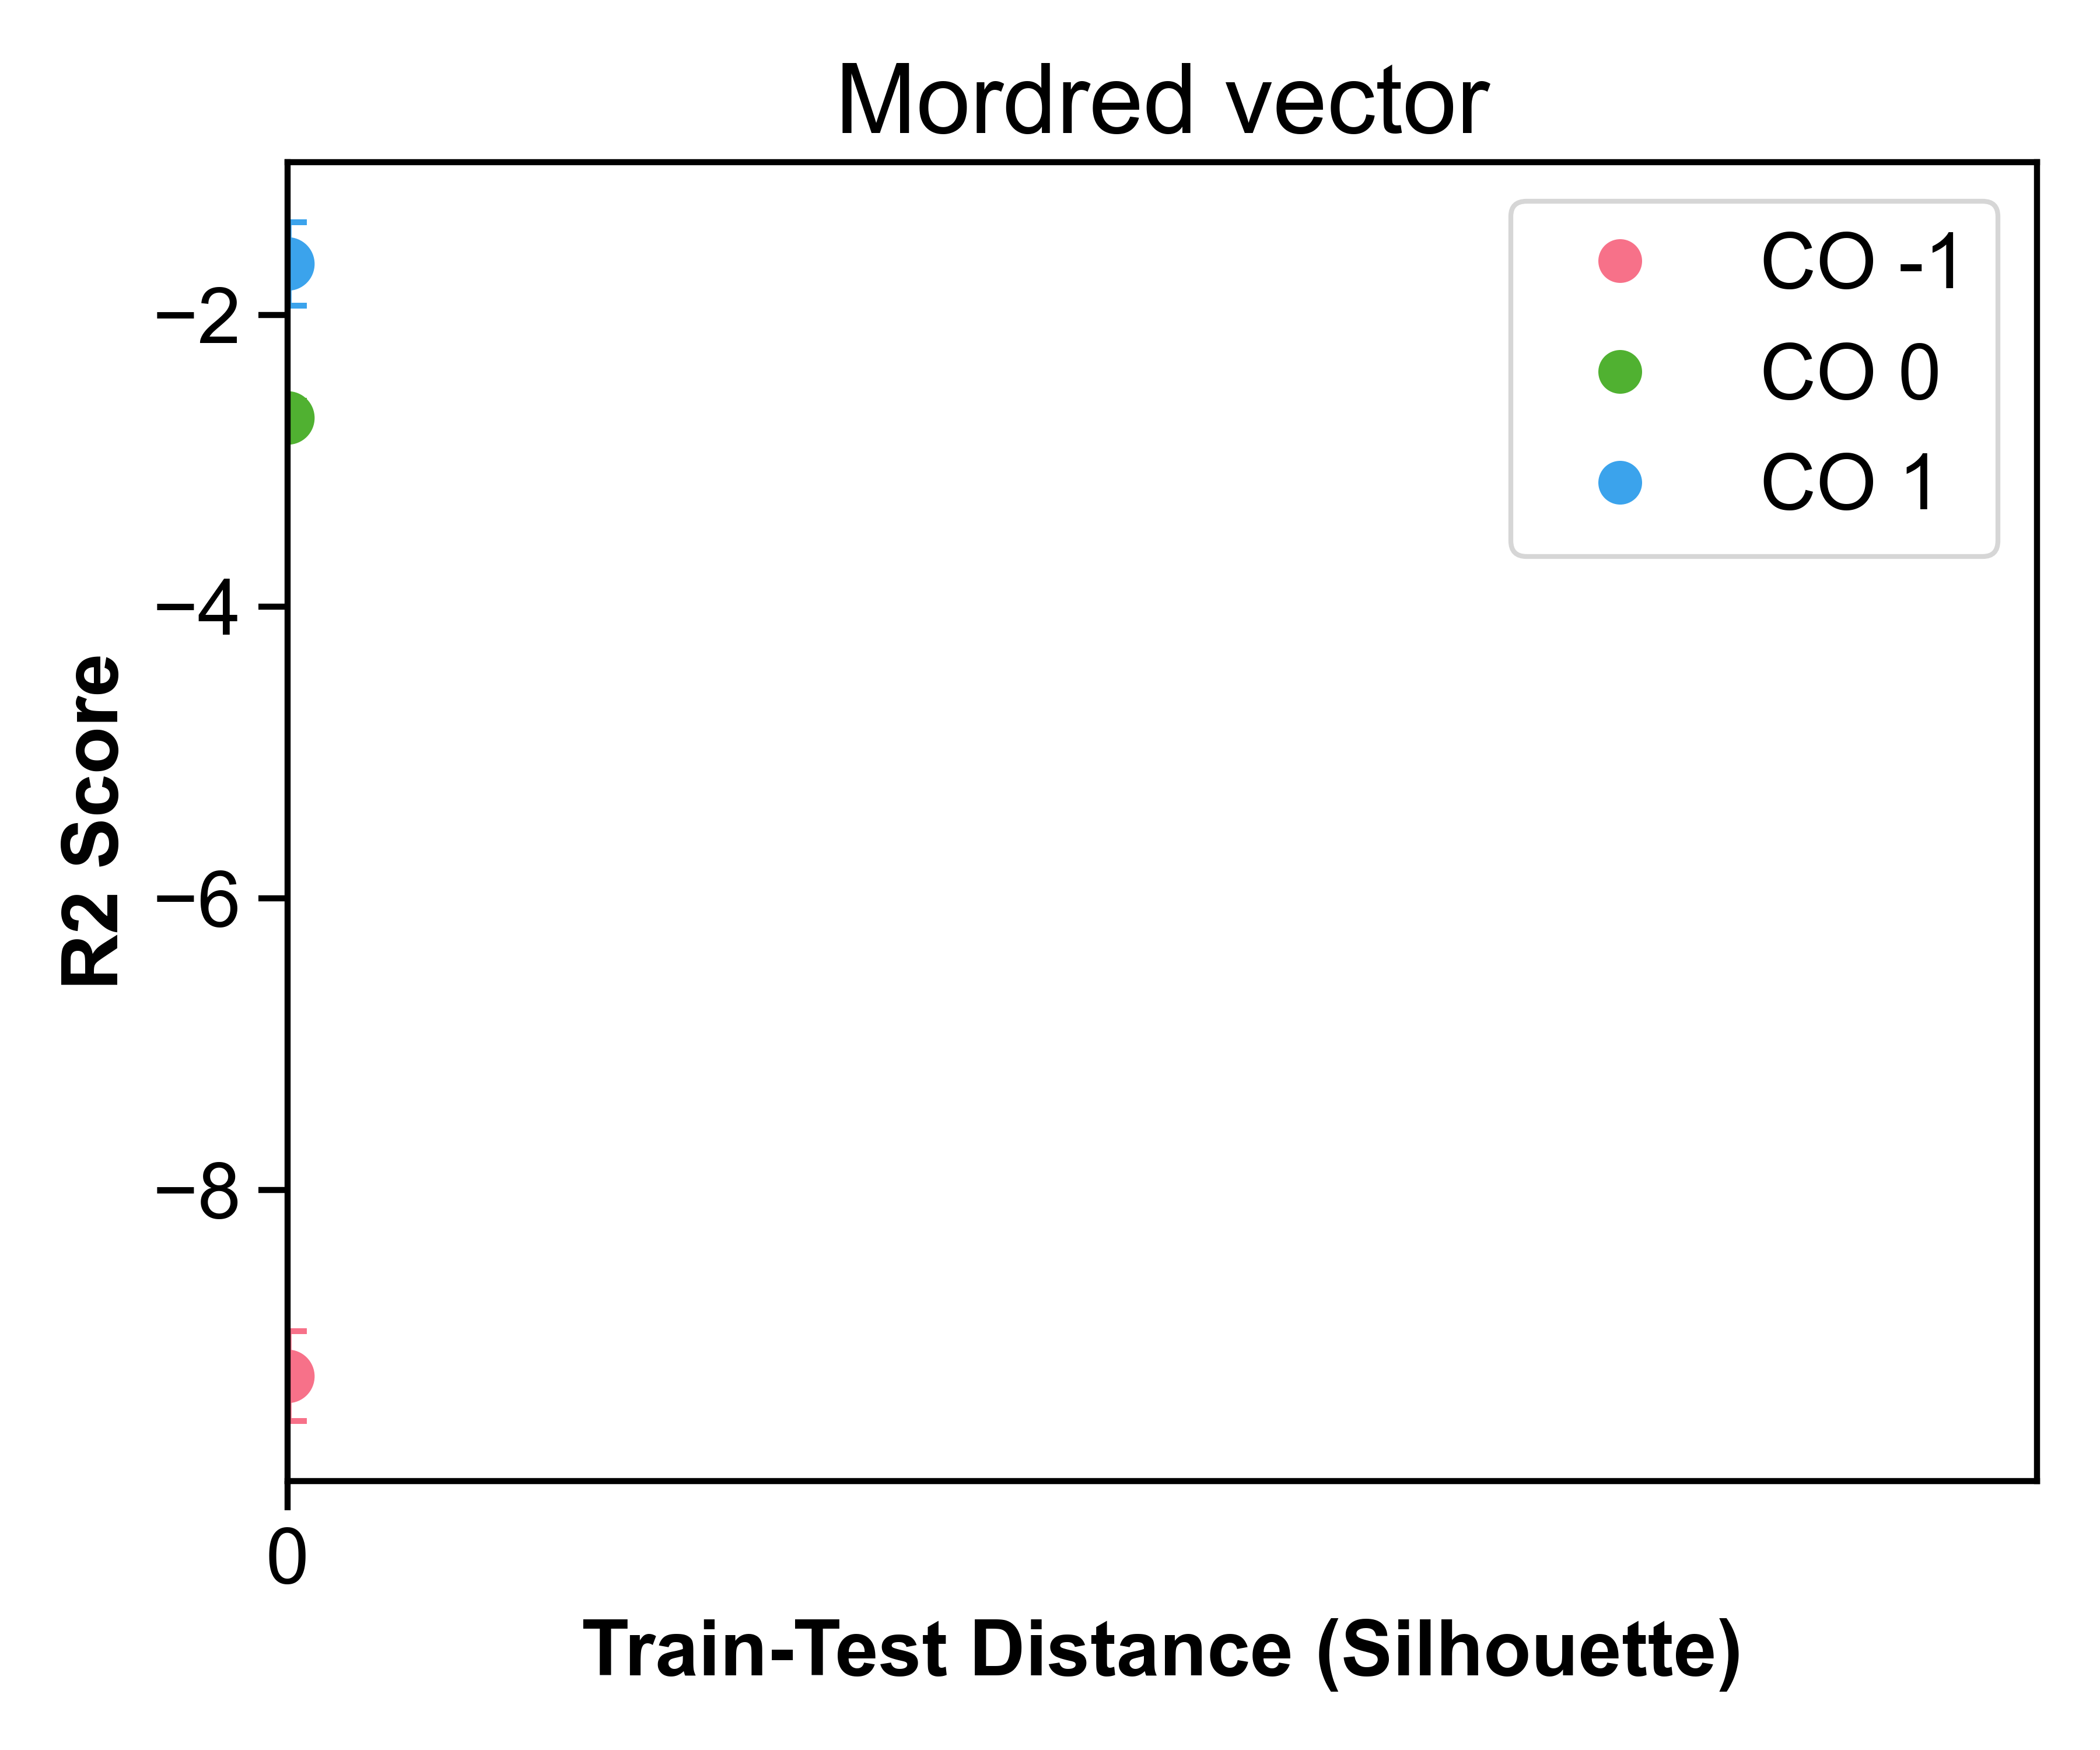 Mordred vector
CO -1
CO 0
CO 1
−2
−4
−6
−8
R2 Score
0
Train-Test Distance (Silhouette)